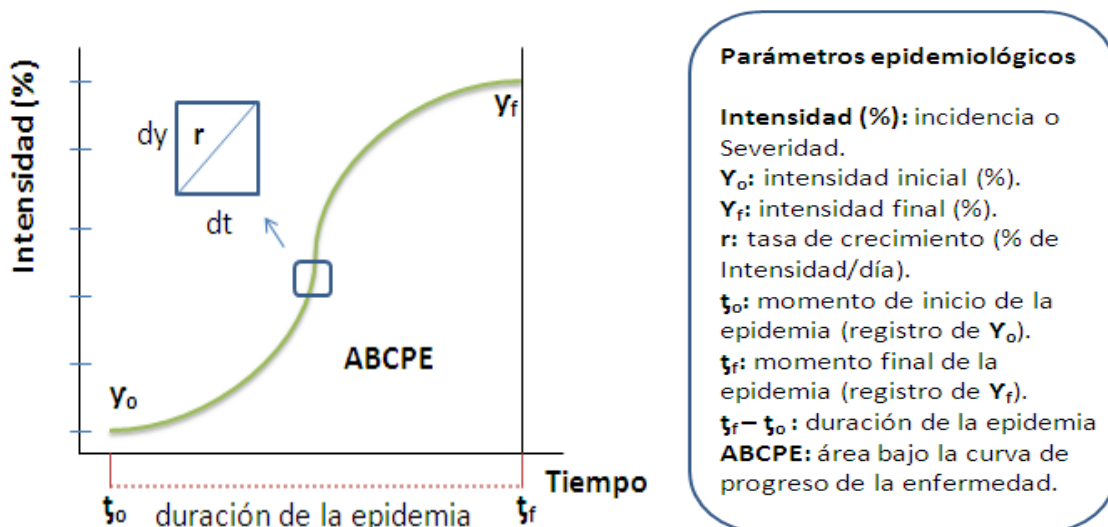 Intensidad (%)
dy
r
dt
Yf
ABCPE
Yo
Tiempo
ţo duración de la epidemia ţf
Parámetros epidemiológicos
Intensidad (%): incidencia o
Severidad.
Yo: intensidad inicial (%).
Yf: intensidad final (%).
r: tasa de crecimiento (% de
Intensidad/día).
ţo: momento de inicio de la
epidemia (registro de Yo).
ţf: momento final de la
epidemia (registro de Yf).
ţf – ţo : duración de la epidemia
ABCPE: área bajo la curva de
progreso de la enfermedad.